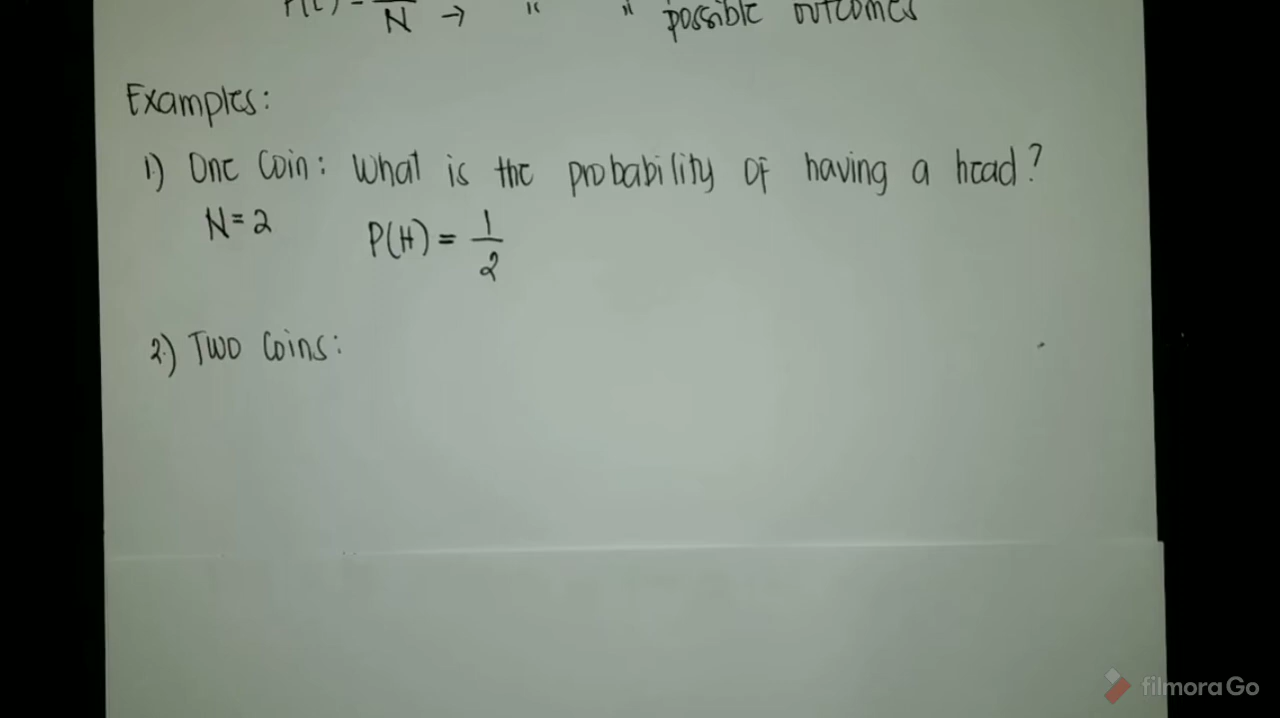 P(E) = — N → " " possible outcomes
Examples:
1) One Coin: What is the probability of having a head?
N=2 P(H) = 1/2
2.) Two Coins:
filmoraGo